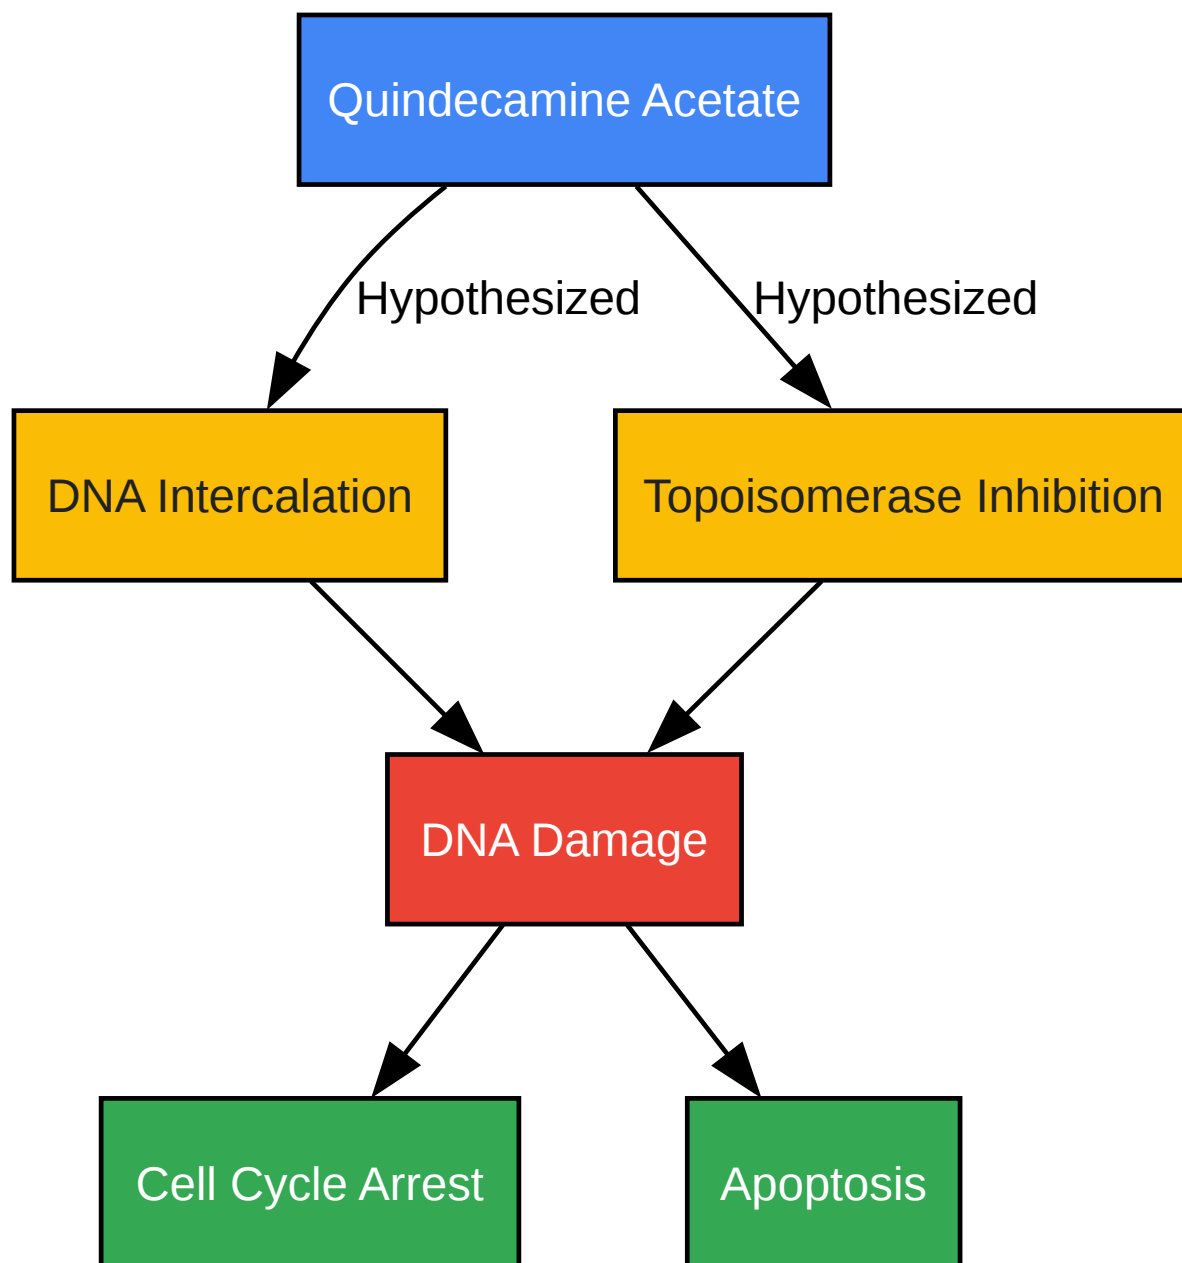 Quindecamine Acetate
Hypothesized
Hypothesized
DNA Intercalation
Topoisomerase Inhibition
DNA Damage
Cell Cycle Arrest
Apoptosis